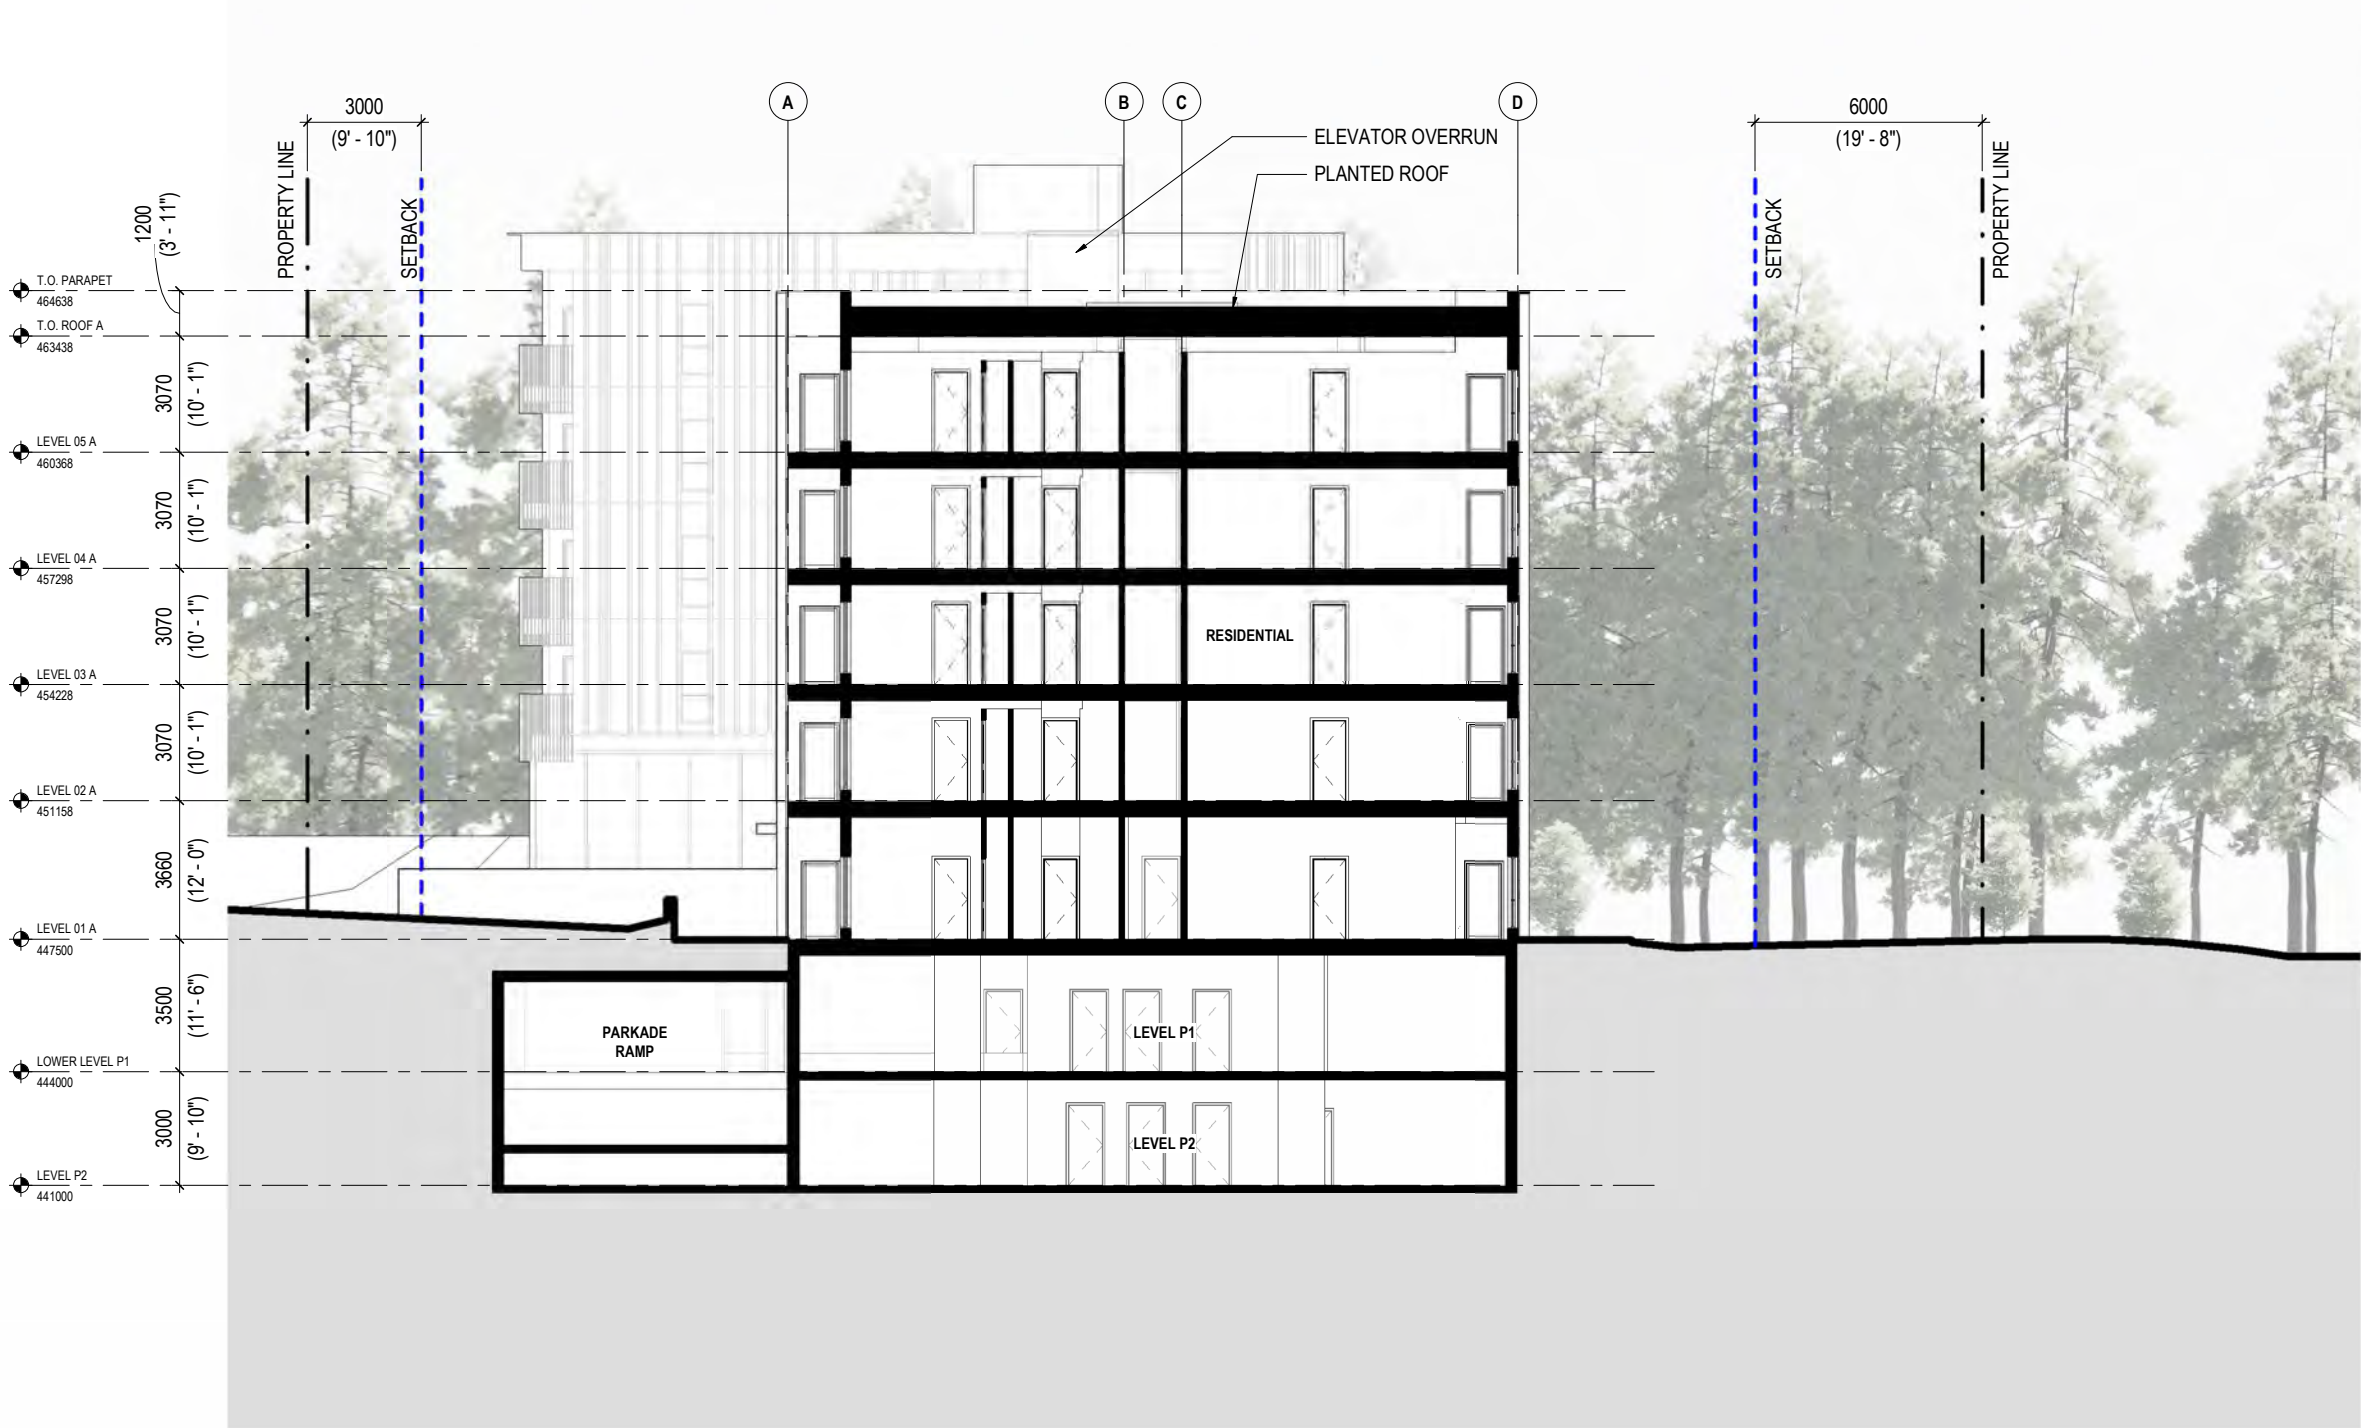 A
B
C
D
3000
(9' - 10")
6000
(19' - 8")
ELEVATOR OVERRUN
PLANTED ROOF
PROPERTY LINE
SETBACK
SETBACK
PROPERTY LINE
1200
(3' - 11")
T.O. PARAPET
464638
T.O. ROOF A
463438
3070
(10' - 1")
LEVEL 05 A
460368
3070
(10' - 1")
LEVEL 04 A
457298
3070
(10' - 1")
RESIDENTIAL
LEVEL 03 A
454228
3070
(10' - 1")
LEVEL 02 A
451158
3660
(12' - 0")
LEVEL 01 A
447500
3500
(11' - 6")
PARKADE
RAMP
LEVEL P1
LOWER LEVEL P1
444000
3000
(9' - 10")
LEVEL P2
LEVEL P2
441000